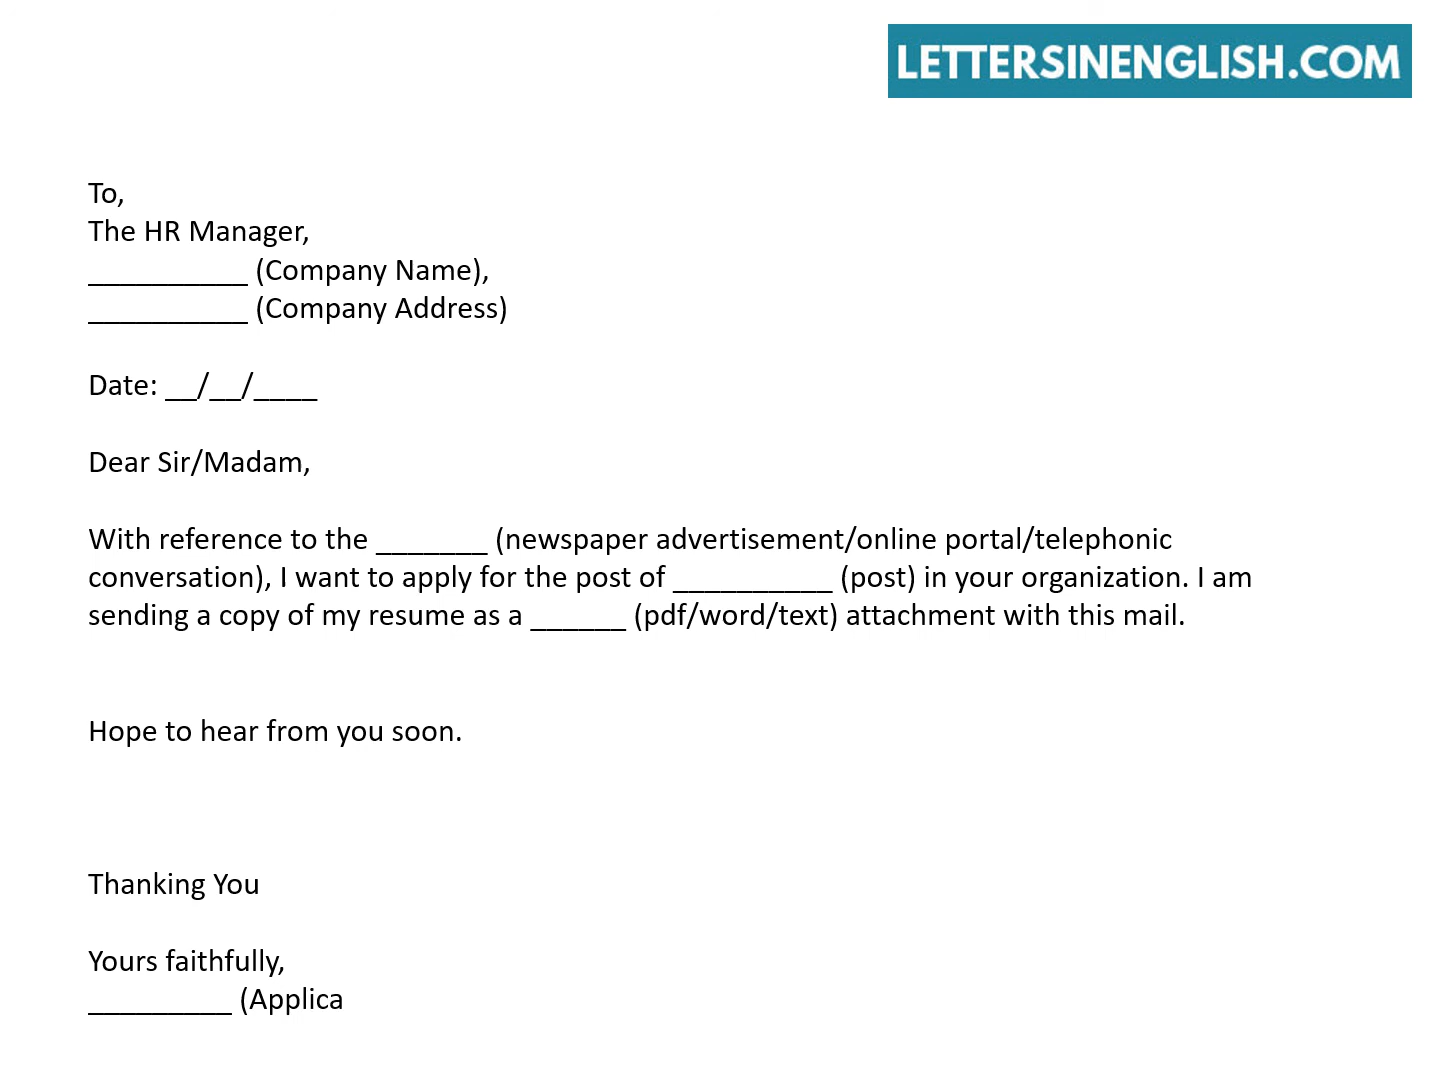 LETTERSINENGLISH.COM
To,
The HR Manager,
__________ (Company Name),
__________ (Company Address)
Date: __/__/____
Dear Sir/Madam,
With reference to the _______ (newspaper advertisement/online portal/telephonic
conversation), I want to apply for the post of __________ (post) in your organization. I am
sending a copy of my resume as a ______ (pdf/word/text) attachment with this mail.
Hope to hear from you soon.
Thanking You
Yours faithfully,
_________ (Applica